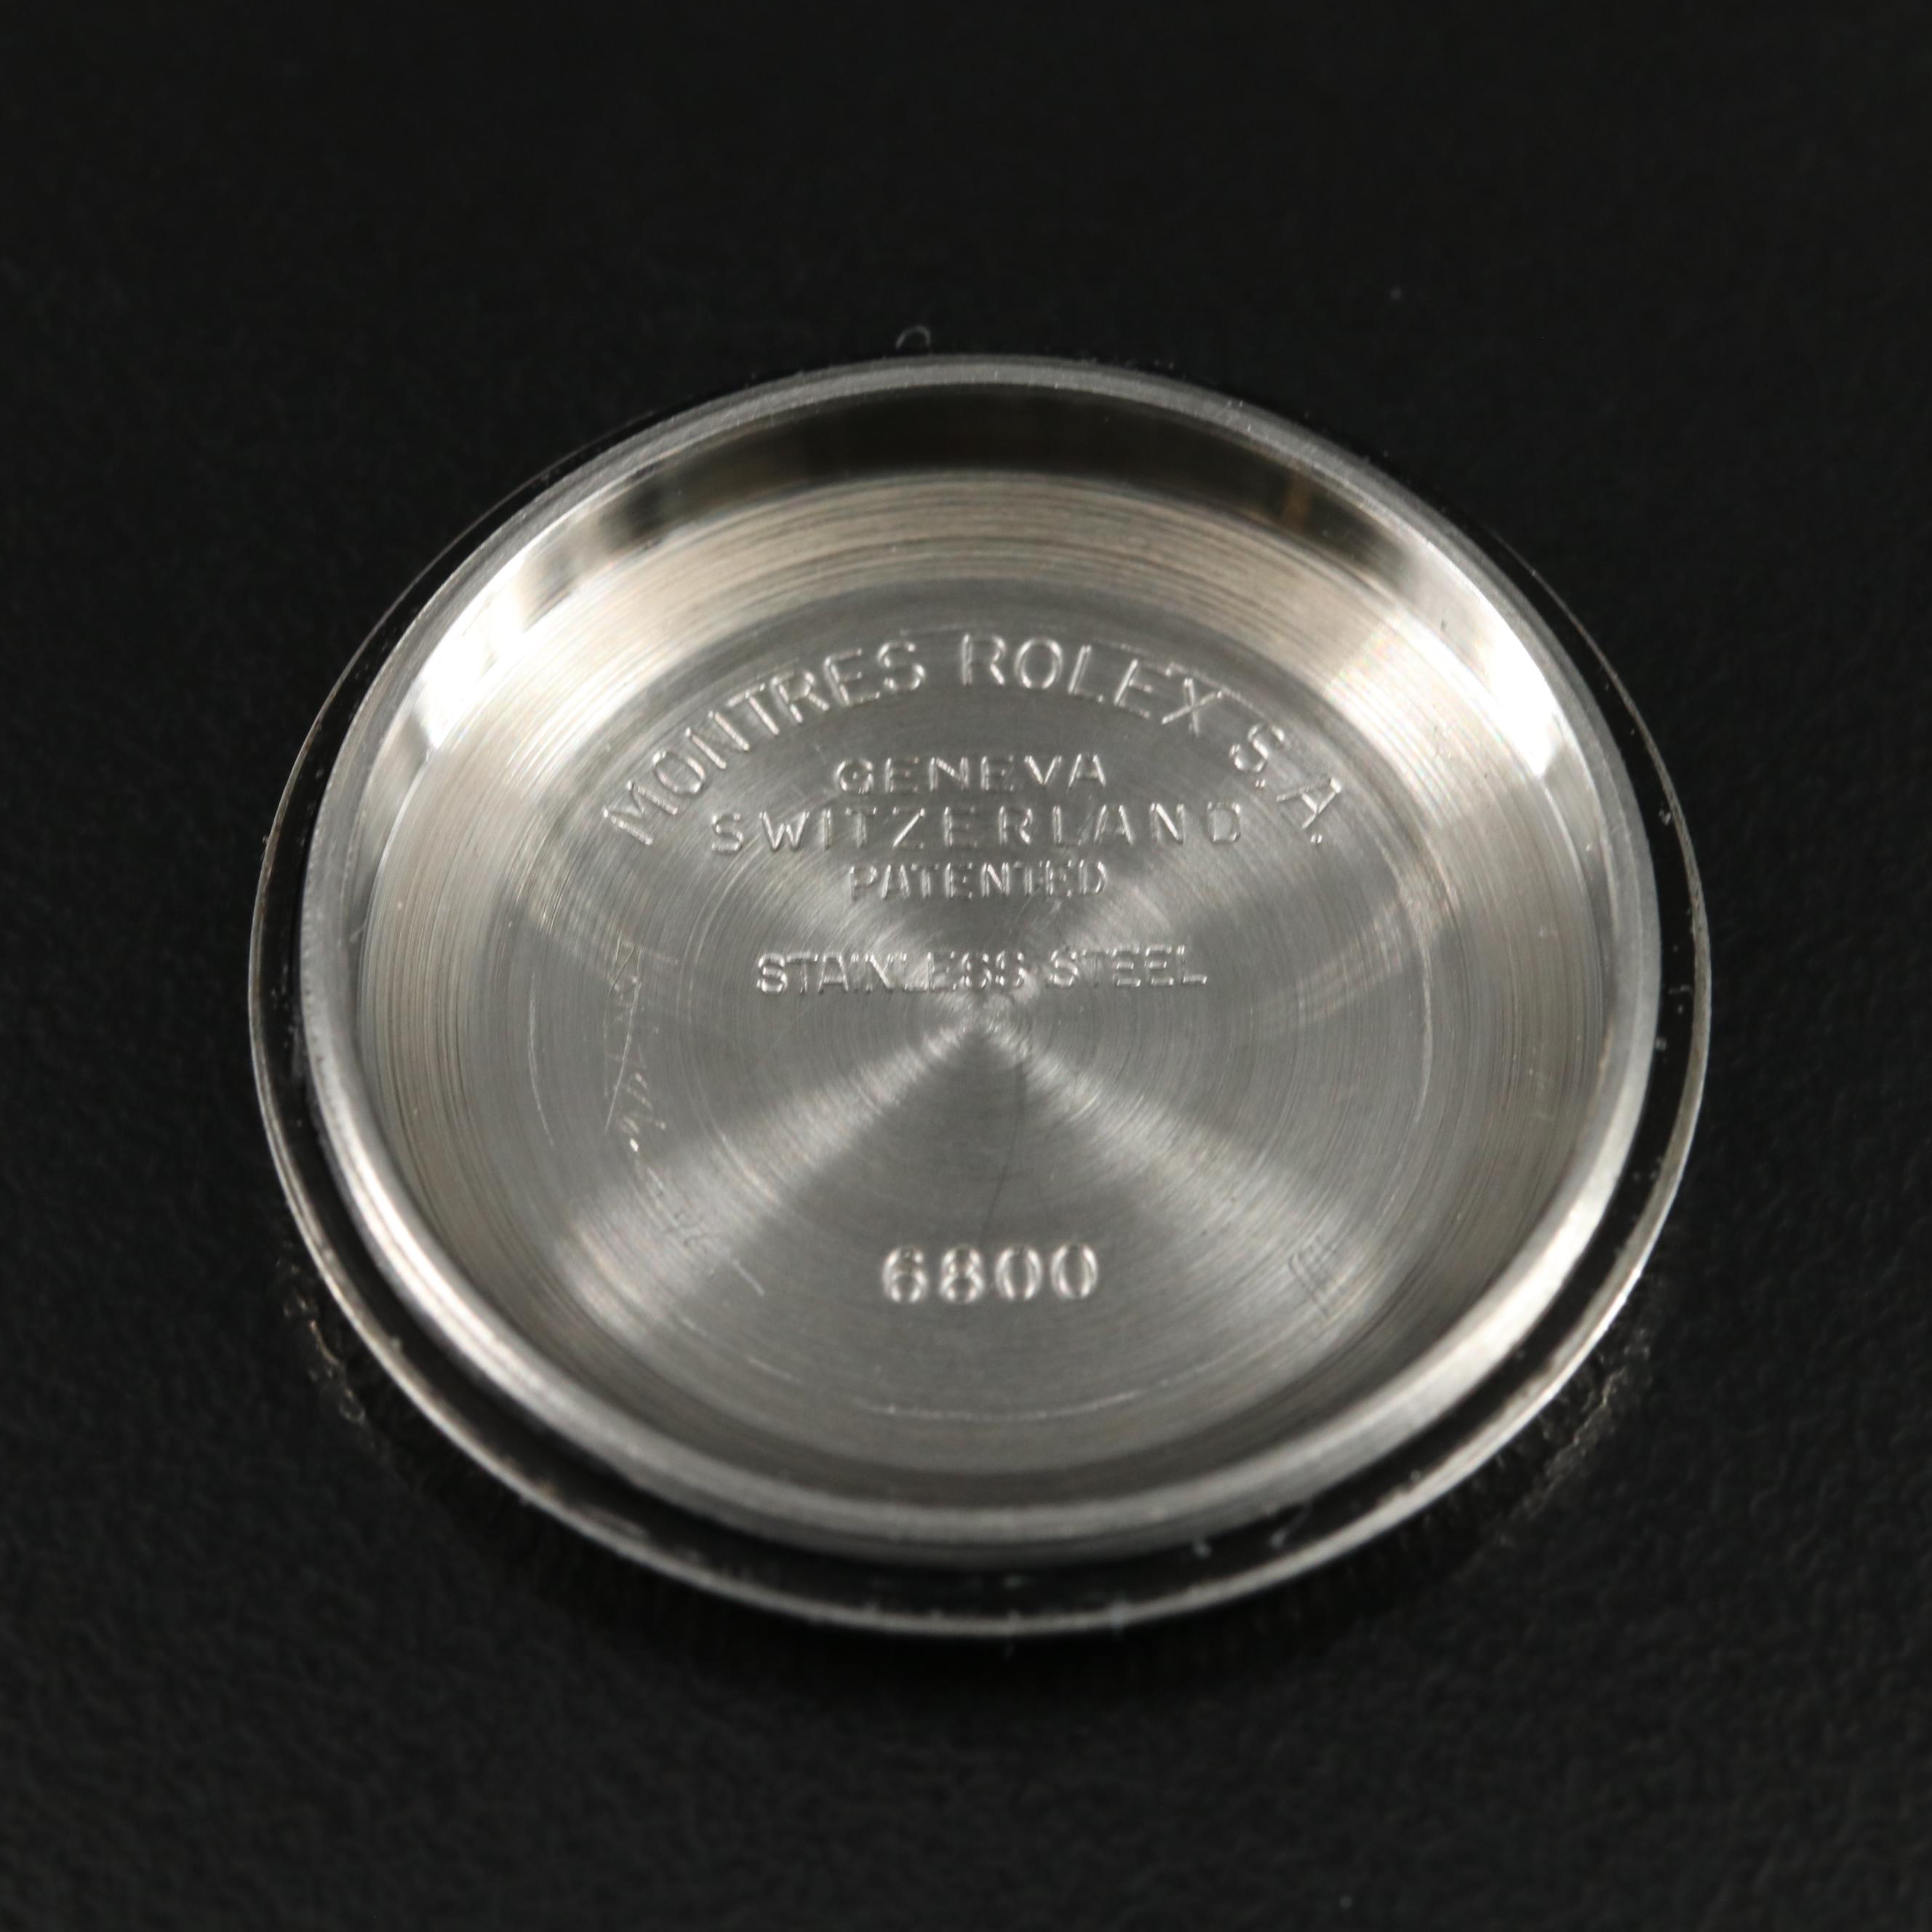 MONTRES ROLEX S.A.
GENEVA
SWITZERLAND
PATENTED
STAINLESS STEEL
6800